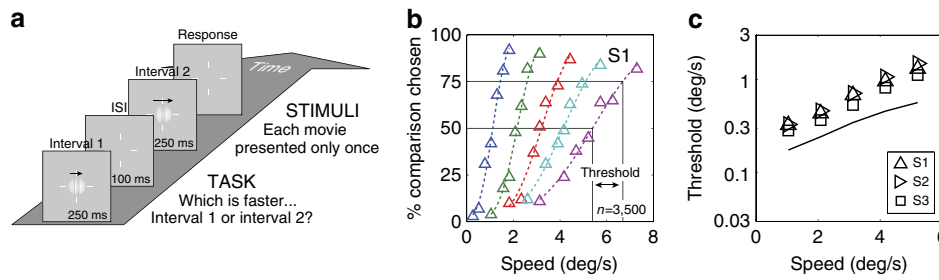 a
Response
Time
Interval 2
ISI
Interval 1
250 ms
100 ms
250 ms
STIMULI
Each movie
presented only once
TASK
Which is faster...
Interval 1 or interval 2?
b
% comparison chosen
100
75
50
25
0
S1
Threshold
n=3,500
0 2 4 6 8
Speed (deg/s)
c
Threshold (deg/s)
3
1
0.3
0.1
0.03
S1
S2
S3
0 2 4 6
Speed (deg/s)